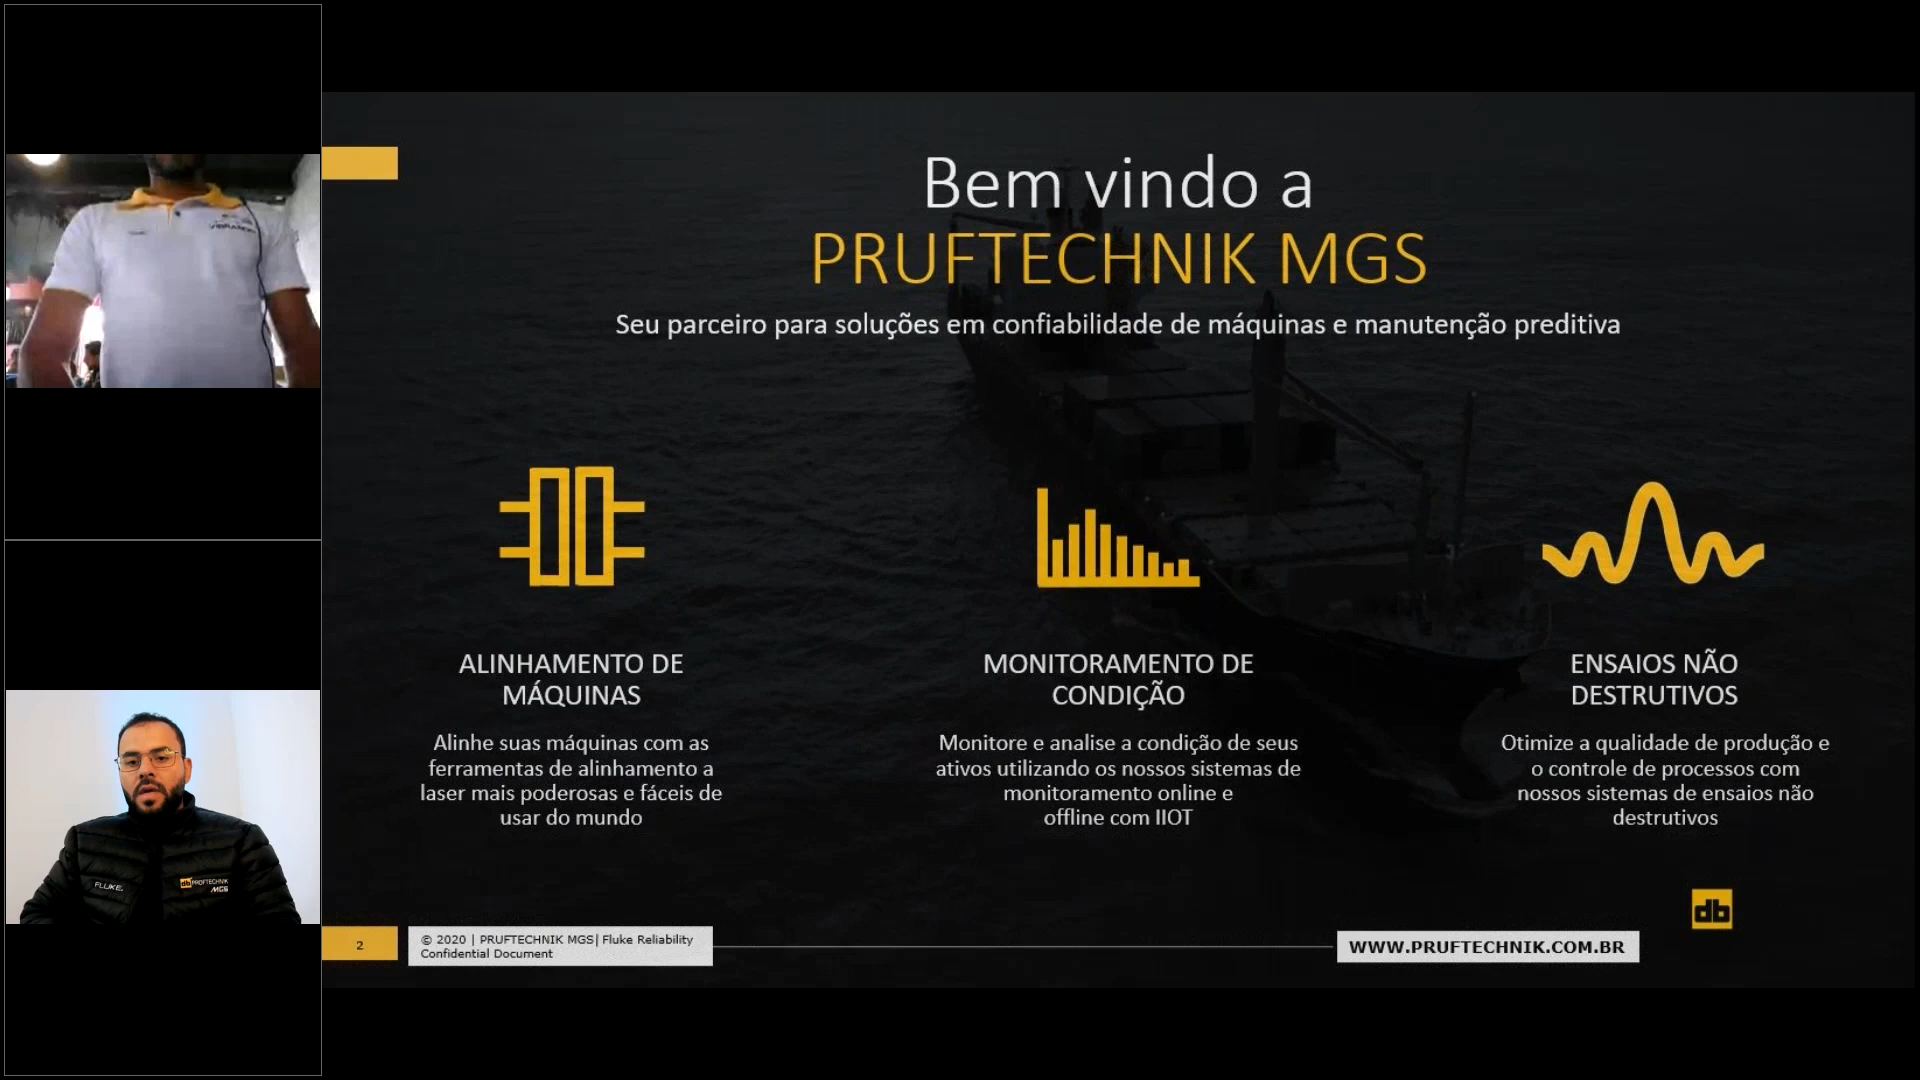 Bem vindo a
PRUFTECHNIK MGS
Seu parceiro para soluções em confiabilidade de máquinas e manutenção preditiva
ALINHAMENTO DE
MÁQUINAS
Alinhe suas máquinas com as
ferramentas de alinhamento a
laser mais poderosas e fáceis de
usar do mundo
MONITORAMENTO DE
CONDIÇÃO
Monitore e analise a condição de seus
ativos utilizando os nossos sistemas de
monitoramento online e
offline com IIOT
ENSAIOS NÃO
DESTRUTIVOS
Otimize a qualidade de produção e
o controle de processos com
nossos sistemas de ensaios não
destrutivos
db
2
© 2020 | PRUFTECHNIK MGS| Fluke Reliability
Confidential Document
WWW.PRUFTECHNIK.COM.BR
FLUKE.
db PRÜFTECHNIK
MGS